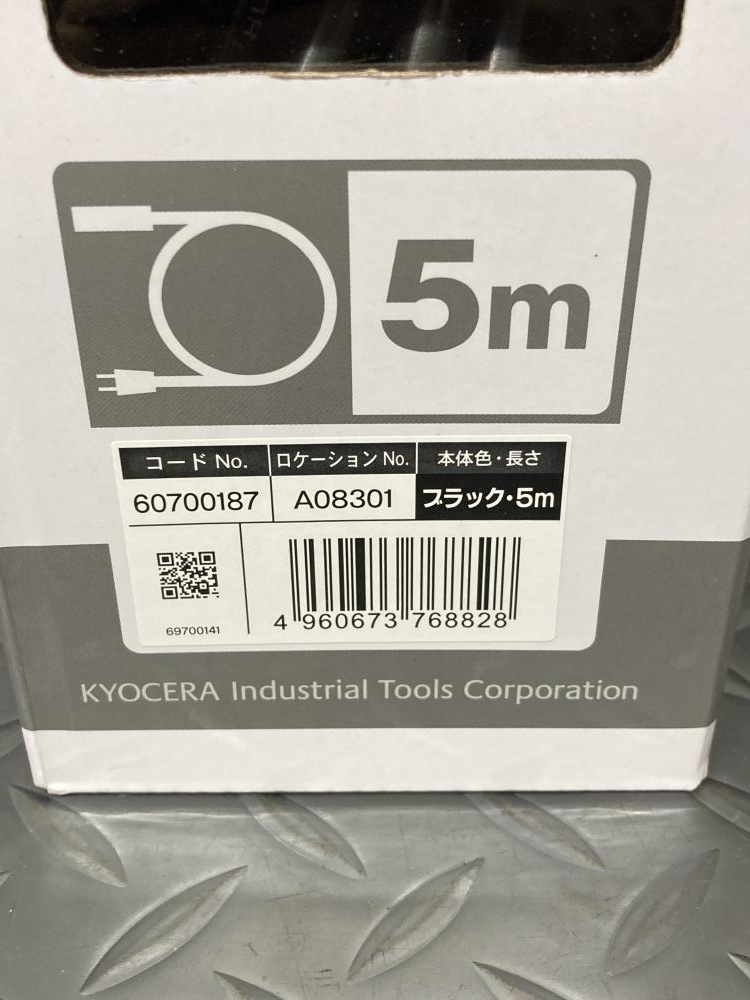 5m
コード No. ロケーション No. 本体色・長さ
60700187 A08301 ブラック・5m
69700141
4 960673 768828
KYOCERA Industrial Tools Corporation